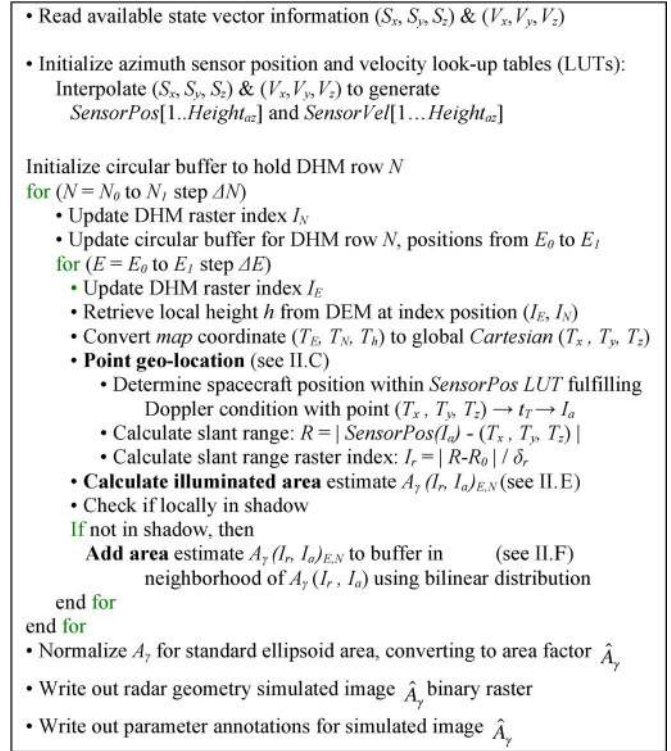 • Read available state vector information (Sx, Sy, Sz) & (Vx, Vy, Vz)
• Initialize azimuth sensor position and velocity look-up tables (LUTs):
Interpolate (Sx, Sy, Sz) & (Vx, Vy, Vz) to generate
SensorPos[1..Heightaz] and SensorVel[1…Heightaz]
Initialize circular buffer to hold DHM row N
for (N = N0 to N1 step ΔN)
• Update DHM raster index IN
• Update circular buffer for DHM row N, positions from E0 to E1
for (E = E0 to E1 step ΔE)
• Update DHM raster index IE
• Retrieve local height h from DEM at index position (IE, IN)
• Convert map coordinate (TE, TN, Th) to global Cartesian (Tx , Ty, Tz)
• Point geo-location (see II.C)
• Determine spacecraft position within SensorPos LUT fulfilling
Doppler condition with point (Tx , Ty, Tz) → tT → Ia
• Calculate slant range: R = | SensorPos(Ia) - (Tx , Ty, Tz) |
• Calculate slant range raster index: Ir = | R-R0 | / δr
• Calculate illuminated area estimate Aγ (Ir, Ia)E,N (see II.E)
• Check if locally in shadow
If not in shadow, then
Add area estimate Aγ (Ir, Ia)E,N to buffer in (see II.F)
neighborhood of Aγ (Ir , Ia) using bilinear distribution
end for
end for
• Normalize Aγ for standard ellipsoid area, converting to area factor Âγ
• Write out radar geometry simulated image Âγ binary raster
• Write out parameter annotations for simulated image Âγ